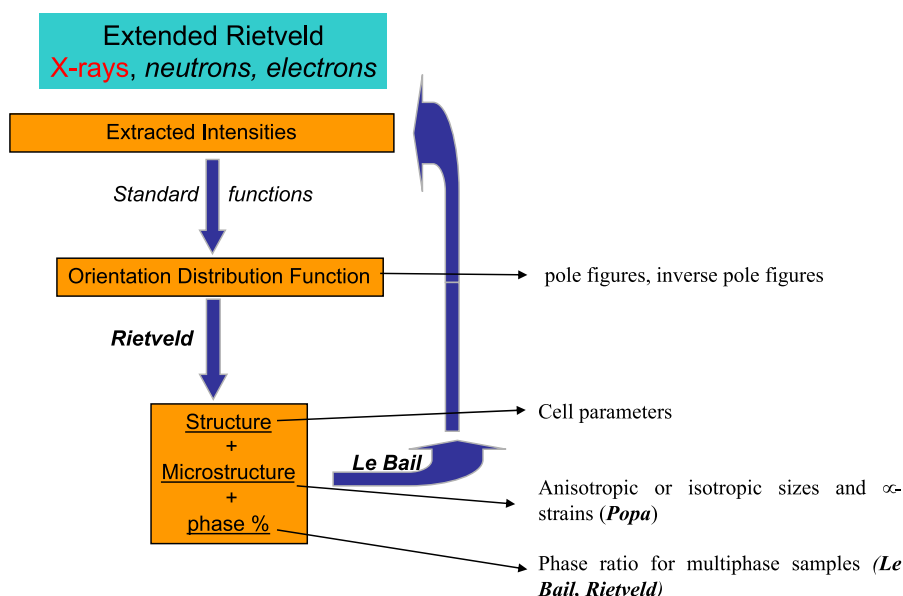 Extended Rietveld
X-rays, neutrons, electrons
Extracted Intensities
Standard functions
Orientation Distribution Function
pole figures, inverse pole figures
Rietveld
Structure
+
Microstructure
+
phase %
Le Bail
Cell parameters
Anisotropic or isotropic sizes and ∝-
strains (Popa)
Phase ratio for multiphase samples (Le
Bail, Rietveld)